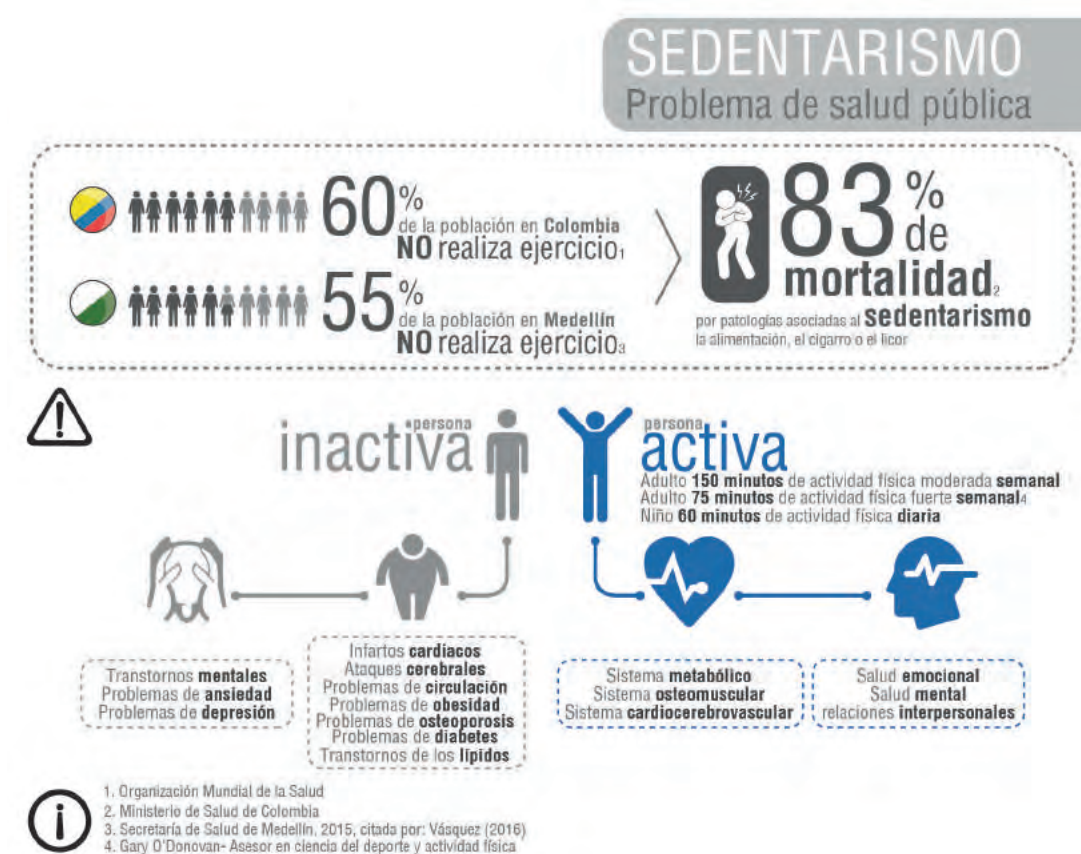 SEDENTARISMO
Problema de salud pública
60%
de la población en Colombia
NO realiza ejercicio1
55%
de la población en Medellín
NO realiza ejercicio3
83%
de
mortalidad2
por patologías asociadas al sedentarismo
la alimentación, el cigarro o el licor
persona
inactiva
persona
activa
Adulto 150 minutos de actividad física moderada semanal
Adulto 75 minutos de actividad física fuerte semanal4
Niño 60 minutos de actividad física diaria
Transtornos mentales
Problemas de ansiedad
Problemas de depresión
Infartos cardíacos
Ataques cerebrales
Problemas de circulación
Problemas de obesidad
Problemas de osteoporosis
Problemas de diabetes
Transtornos de los lípidos
Sistema metabólico
Sistema osteomuscular
Sistema cardiocerebrovascular
Salud emocional
Salud mental
relaciones interpersonales
1. Organización Mundial de la Salud
2. Ministerio de Salud de Colombia
3. Secretaría de Salud de Medellín, 2015, citada por: Vásquez (2016)
4. Gary O'Donovan- Asesor en ciencia del deporte y actividad física